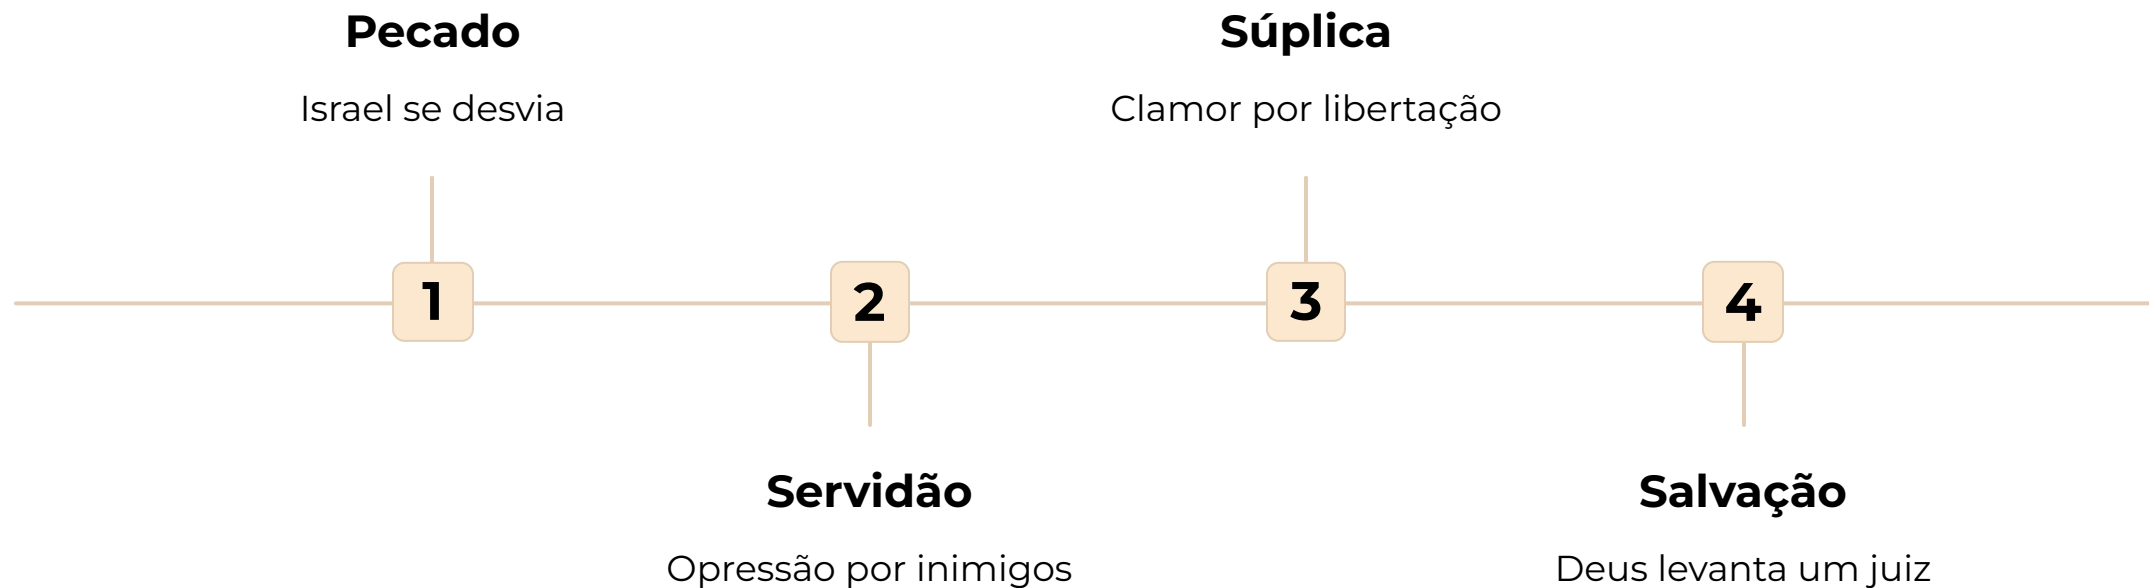 Pecado
Israel se desvia
Súplica
Clamor por libertação
1
2
3
4
Servidão
Opressão por inimigos
Salvação
Deus levanta um juiz